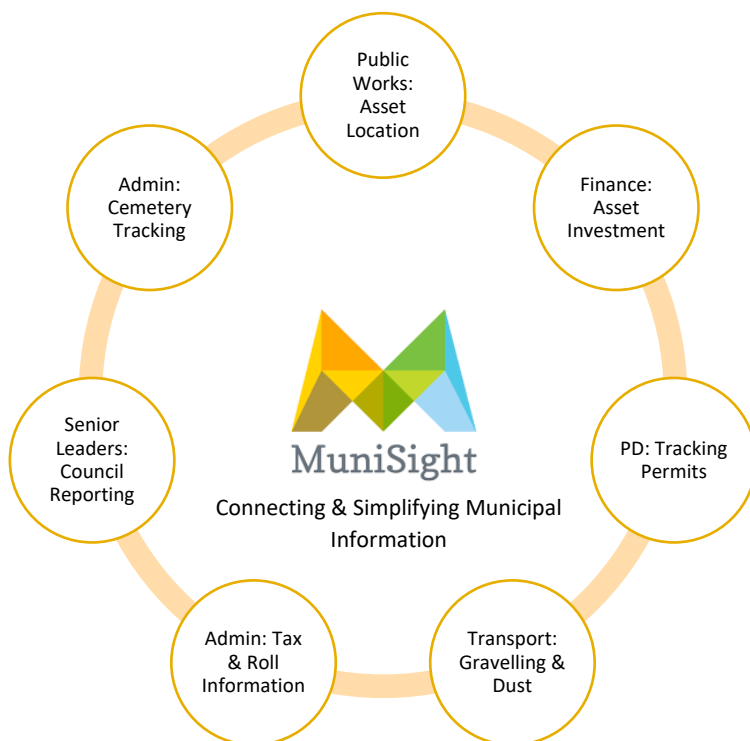 Public
Works:
Asset
Location
Finance:
Asset
Investment
PD: Tracking
Permits
Transport:
Gravelling &
Dust
Admin: Tax
& Roll
Information
Senior
Leaders:
Council
Reporting
Admin:
Cemetery
Tracking
MuniSight
Connecting & Simplifying Municipal
Information